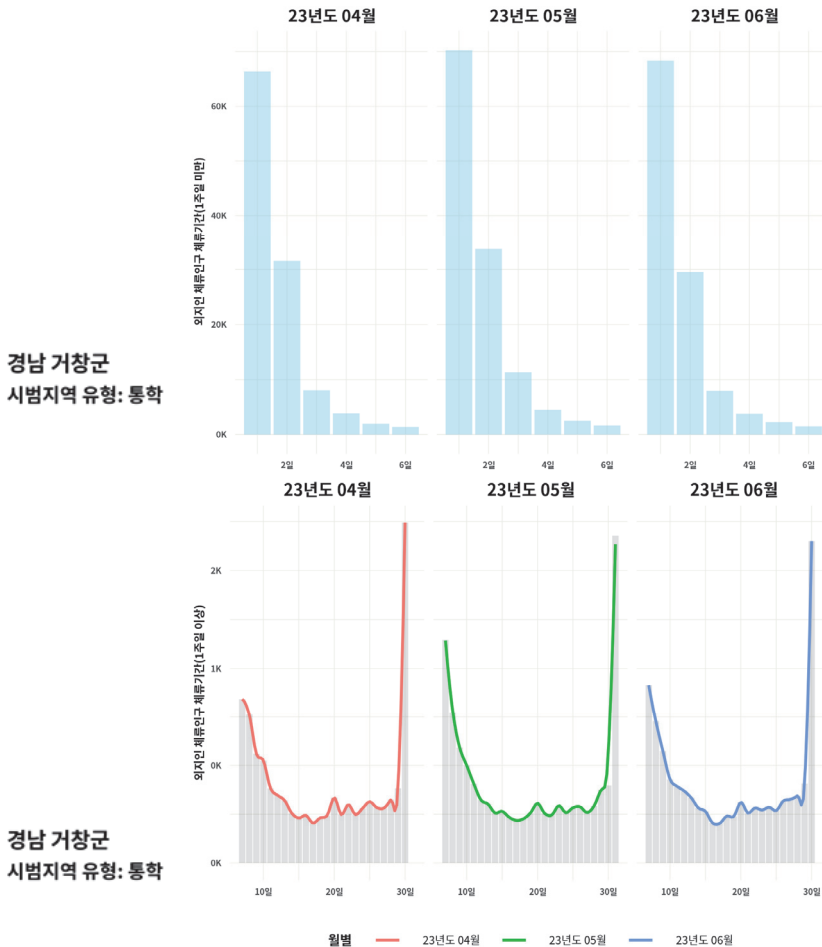 23년도 04월 23년도 05월 23년도 06월
외지인 체류인구 체류기간(1주일 미만)
60K
40K
20K
0K
경남 거창군
시범지역 유형: 통학
2일 4일 6일 2일 4일 6일 2일 4일 6일
23년도 04월 23년도 05월 23년도 06월
외지인 체류인구 체류기간(1주일 이상)
2K
1K
0K
0K
경남 거창군
시범지역 유형: 통학
10일 20일 30일 10일 20일 30일 10일 20일 30일
월별 23년도 04월 23년도 05월 23년도 06월